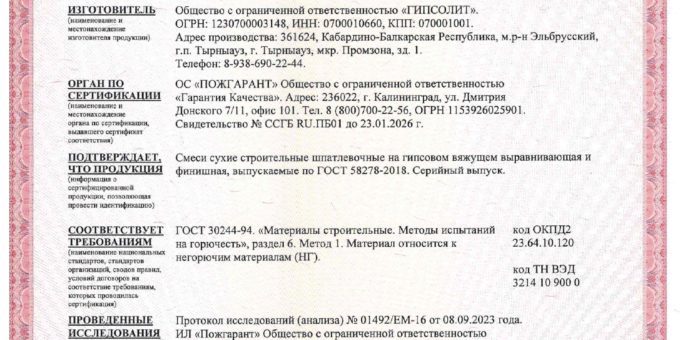 ИЗГОТОВИТЕЛЬ
(наименование и
местонахождение
изготовителя продукции)
Общество с ограниченной ответственностью «ГИПСОЛИТ».
ОГРН: 1230700003148, ИНН: 0700010660, КПП: 070001001.
Адрес производства: 361624, Кабардино-Балкарская Республика, м.р-н Эльбрусский,
г.п. Тырныауз, г. Тырныауз, мкр. Промзона, зд. 1.
Телефон: 8-938-690-22-44.
ОРГАН ПО
СЕРТИФИКАЦИИ
(наименование и
местонахождение
органа по сертификации,
выдавшего сертификат
соответствия)
ОС «ПОЖГАРАНТ» Общество с ограниченной ответственностью
«Гарантия Качества». Адрес: 236022, г. Калининград, ул. Дмитрия
Донского 7/11, офис 101. Тел. 8 (800)700-22-56, ОГРН 1153926025901.
Свидетельство № ССГБ RU.ПБ01 до 23.01.2026 г.
ПОДТВЕРЖДАЕТ,
ЧТО ПРОДУКЦИЯ
(информация о
сертифицированной
продукции, позволяющая
провести идентификацию)
Смеси сухие строительные шпатлевочные на гипсовом вяжущем выравнивающая и
финишная, выпускаемые по ГОСТ 58278-2018. Серийный выпуск.
СООТВЕТСТВУЕТ
ТРЕБОВАНИЯМ
(наименование национальных
стандартов, стандартов
организаций, сводов правил,
условий договоров на
соответствие требованиям,
которых проводилась
сертификация)
ГОСТ 30244-94. «Материалы строительные. Методы испытаний
на горючесть», раздел 6. Метод 1. Материал относится к
негорючим материалам (НГ).
код ОКПД2
23.64.10.120
код ТН ВЭД
3214 10 900 0
ПРОВЕДЕННЫЕ
ИССЛЕДОВАНИЯ
Протокол исследований (анализа) № 01492/ЕМ-16 от 08.09.2023 года.
ИЛ «Пожгарант» Общество с ограниченной ответственностью